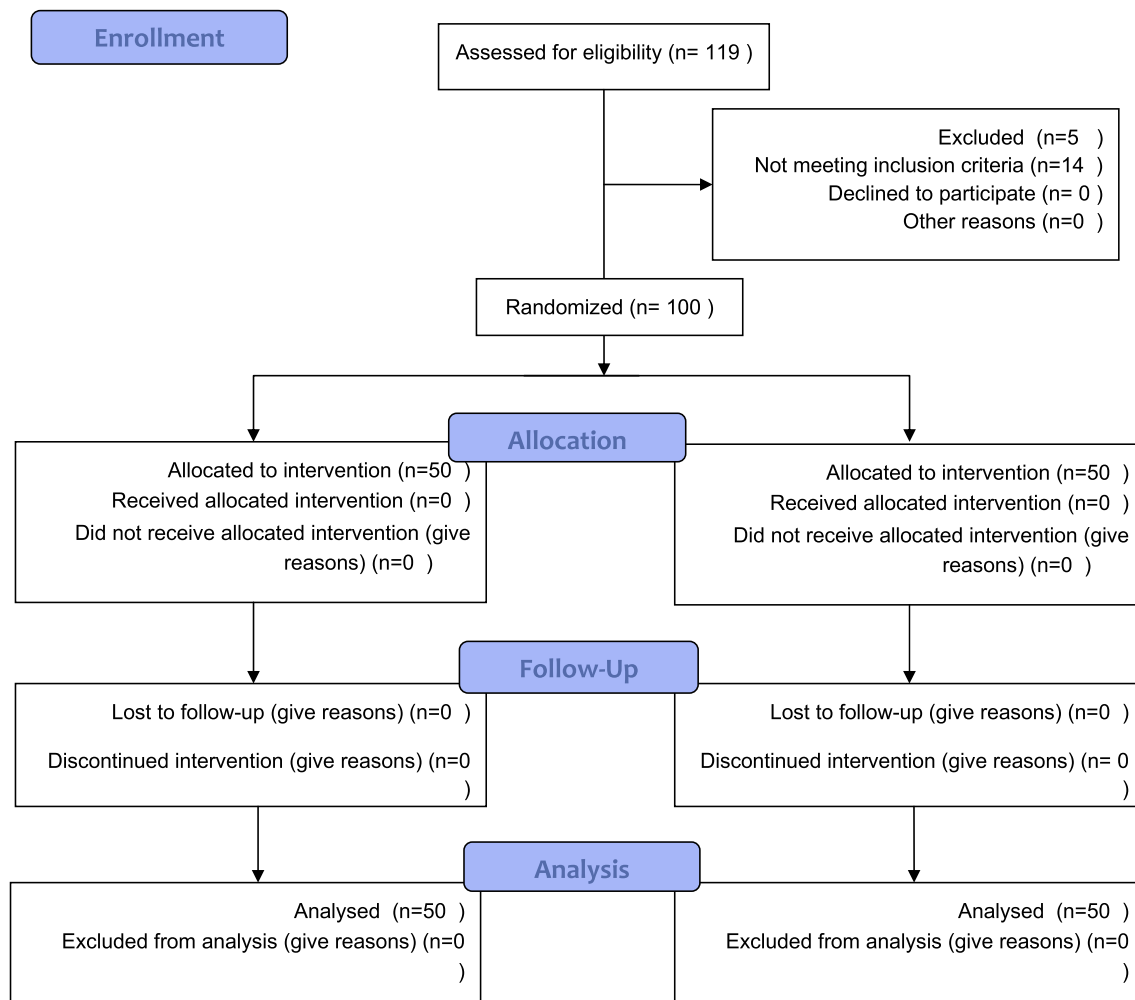 Enrollment
Assessed for eligibility (n= 119 )
Excluded (n=5 )
Not meeting inclusion criteria (n=14 )
Declined to participate (n= 0 )
Other reasons (n=0 )
Randomized (n= 100 )
Allocation
Allocated to intervention (n=50 )
Received allocated intervention (n=0 )
Did not receive allocated intervention (give
reasons) (n=0 )
Allocated to intervention (n=50 )
Received allocated intervention (n=0 )
Did not receive allocated intervention (give
reasons) (n=0 )
Follow-Up
Lost to follow-up (give reasons) (n=0 )
Discontinued intervention (give reasons) (n=0
)
Lost to follow-up (give reasons) (n=0 )
Discontinued intervention (give reasons) (n= 0
)
Analysis
Analysed (n=50 )
Excluded from analysis (give reasons) (n=0
)
Analysed (n=50 )
Excluded from analysis (give reasons) (n=0
)